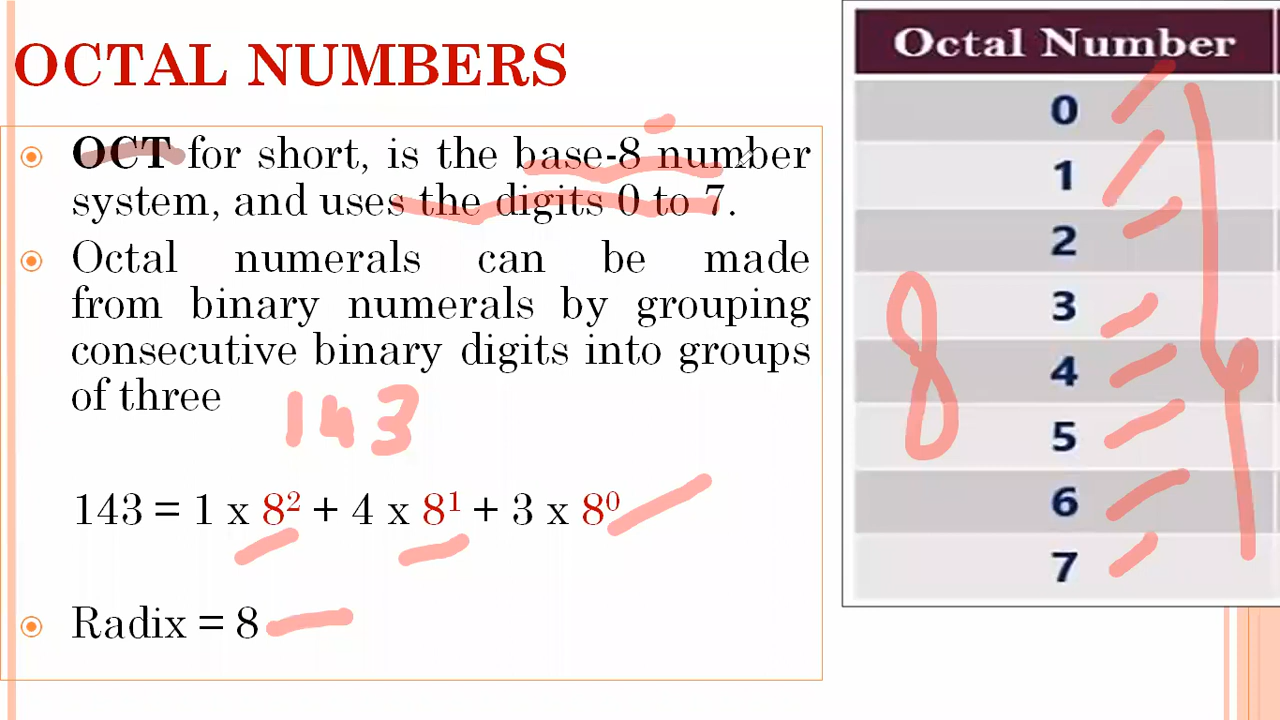 OCTAL NUMBERS
OCT for short, is the base-8 number
system, and uses the digits 0 to 7.
Octal numerals can be made
from binary numerals by grouping
consecutive binary digits into groups
of three
143
143 = 1 x 8² + 4 x 8¹ + 3 x 8⁰
Radix = 8
Octal Number
0
1
2
3
4
5
6
7
8